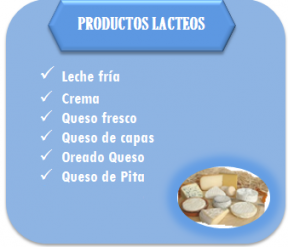 PRODUCTOS LACTEOS
Leche fría
Crema
Queso fresco
Queso de capas
Oreado Queso
Queso de Pita